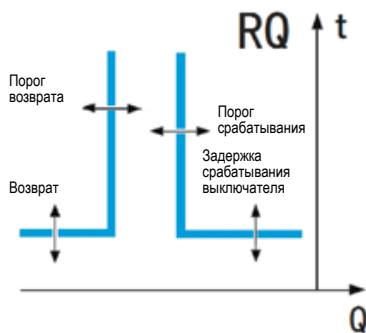 RQ
t
Порог
возврата
Порог
срабатывания
Задержка
срабатывания
выключателя
Возврат
Q